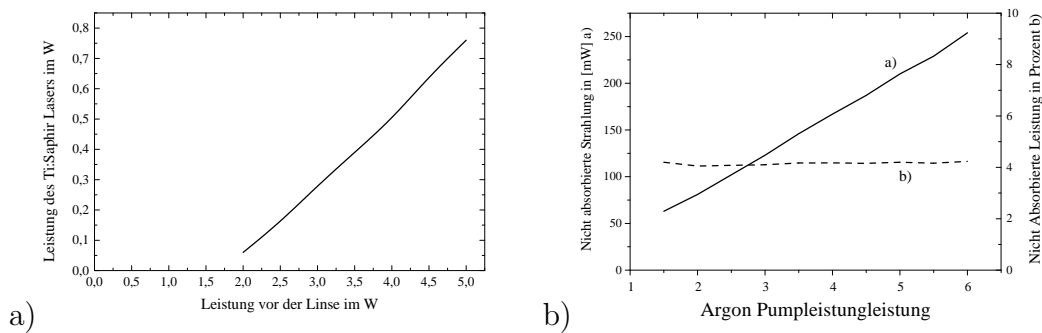 Leistung des Ti:Saphir Lasers im W
0,8
0,7
0,6
0,5
0,4
0,3
0,2
0,1
0,0
0,0 0,5 1,0 1,5 2,0 2,5 3,0 3,5 4,0 4,5 5,0
Leistung vor der Linse im W
a)
Nicht absorbierte Strahlung in [mW] a)
250
200
150
100
50
0
a)
b)
10
8
6
4
2
0
Nicht Absorbierte Leistung in Prozent b)
1 2 3 4 5 6
Argon Pumpleistungleistung
b)